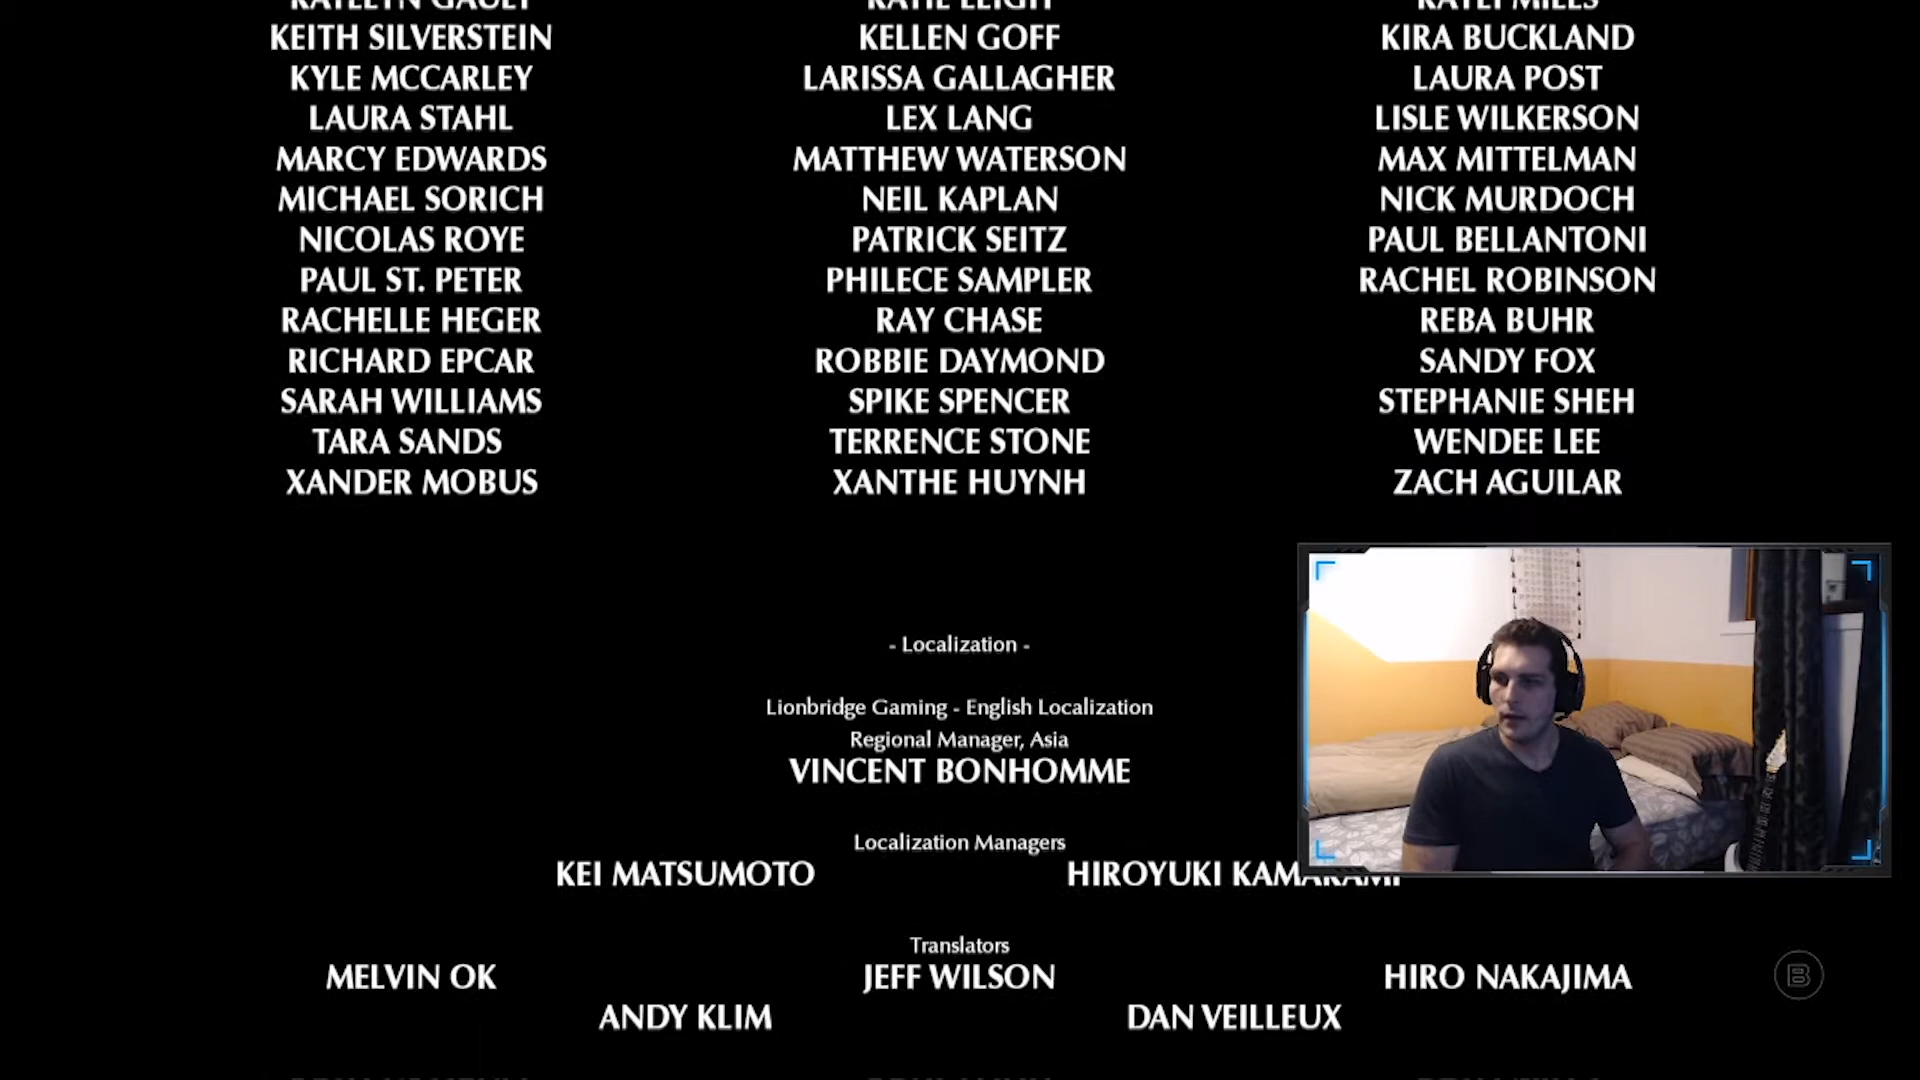 KEITH SILVERSTEIN KELLEN GOFF KIRA BUCKLAND
KYLE MCCARLEY LARISSA GALLAGHER LAURA POST
LAURA STAHL LEX LANG LISLE WILKERSON
MARCY EDWARDS MATTHEW WATERSON MAX MITTELMAN
MICHAEL SORICH NEIL KAPLAN NICK MURDOCH
NICOLAS ROYE PATRICK SEITZ PAUL BELLANTONI
PAUL ST. PETER PHILECE SAMPLER RACHEL ROBINSON
RACHELLE HEGER RAY CHASE REBA BUHR
RICHARD EPCAR ROBBIE DAYMOND SANDY FOX
SARAH WILLIAMS SPIKE SPENCER STEPHANIE SHEH
TARA SANDS TERRENCE STONE WENDEE LEE
XANDER MOBUS XANTHE HUYNH ZACH AGUILAR
- Localization -
Lionbridge Gaming - English Localization
Regional Manager, Asia
VINCENT BONHOMME
Localization Managers
KEI MATSUMOTO HIROYUKI
Translators
MELVIN OK JEFF WILSON HIRO NAKAJIMA
ANDY KLIM DAN VEILLEUX